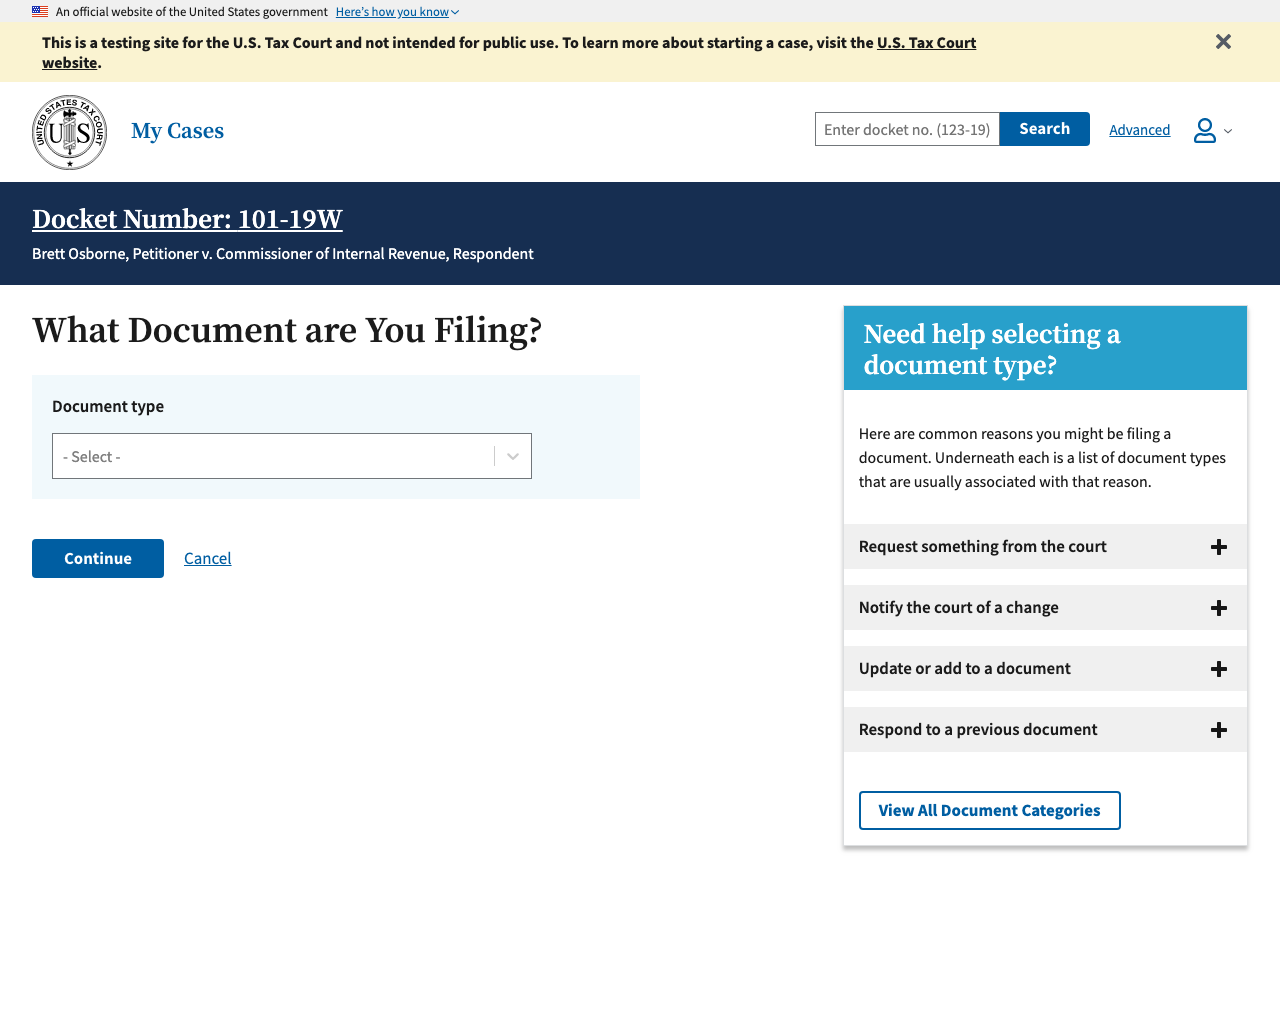 An official website of the United States government Here's how you know
This is a testing site for the U.S. Tax Court and not intended for public use. To learn more about starting a case, visit the U.S. Tax Court
website.
UNITED STATES TAX COURT
US
My Cases
Enter docket no. (123-19)
Search
Advanced
Docket Number: 101-19W
Brett Osborne, Petitioner v. Commissioner of Internal Revenue, Respondent
What Document are You Filing?
Document type
- Select -
Continue
Cancel
Need help selecting a
document type?
Here are common reasons you might be filing a
document. Underneath each is a list of document types
that are usually associated with that reason.
Request something from the court
Notify the court of a change
Update or add to a document
Respond to a previous document
View All Document Categories